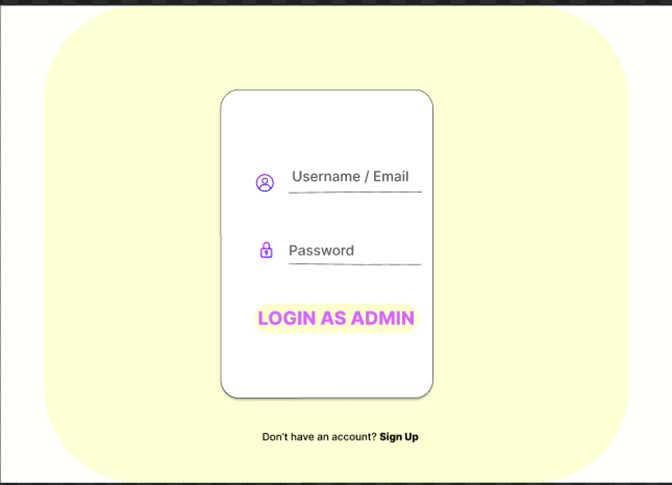 Username / Email
Password
LOGIN AS ADMIN
Don't have an account? Sign Up